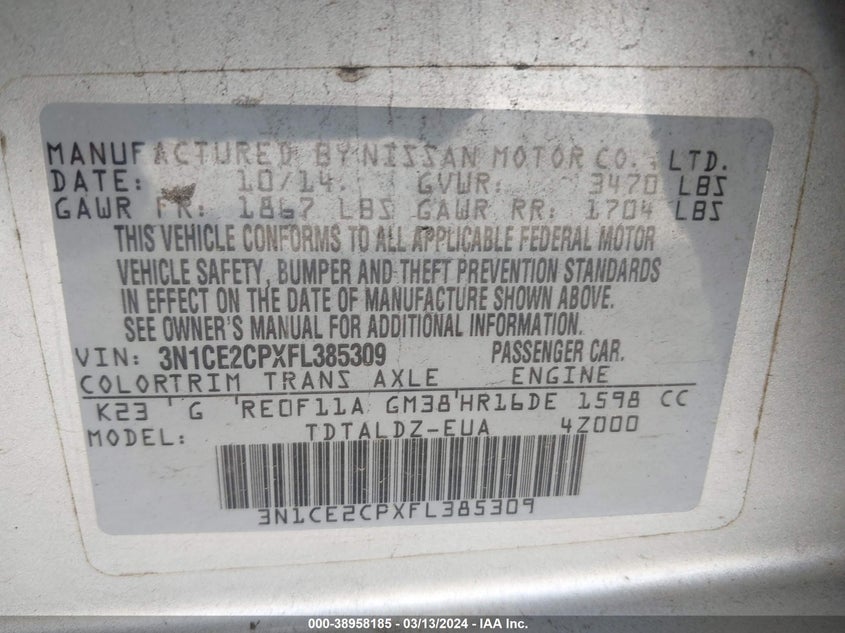 MANUFACTURED BY NISSAN MOTOR CO., LTD.
DATE: 10/14 GVWR: 3470 LBS
GAWR FR: 1867 LBS GAWR RR: 1704 LBS
THIS VEHICLE CONFORMS TO ALL APPLICABLE FEDERAL MOTOR
VEHICLE SAFETY, BUMPER AND THEFT PREVENTION STANDARDS
IN EFFECT ON THE DATE OF MANUFACTURE SHOWN ABOVE.
SEE OWNER'S MANUAL FOR ADDITIONAL INFORMATION.
VIN: 3N1CE2CPXFL385309 PASSENGER CAR.
COLORTRIM TRANS AXLE ENGINE
K23 G RE0F11A GM38 HR16DE 1598 CC
MODEL: TDTALDZ-EUA 4Z000
3N1CE2CPXFL385309
000-38958185 — 03/13/2024 — IAA Inc.